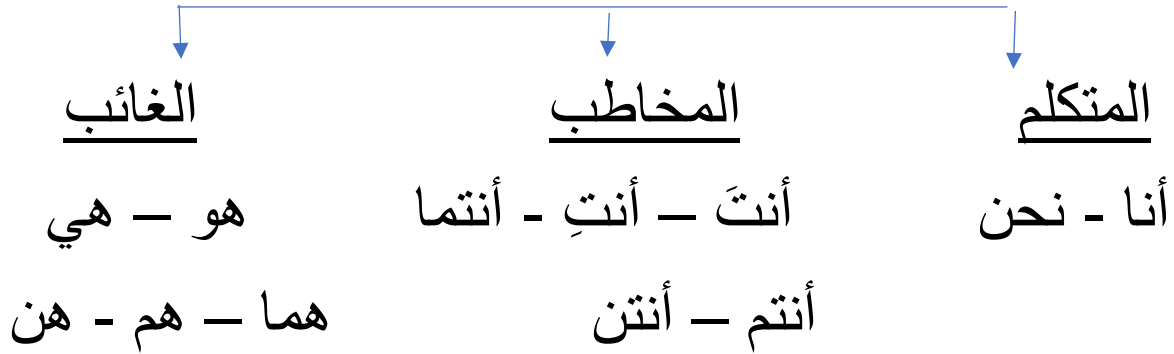 المتكلم المخاطب الغائب
أنا - نحن أنتَ – أنتِ - أنتما هو – هي
أنتم – أنتن هما – هم - هن